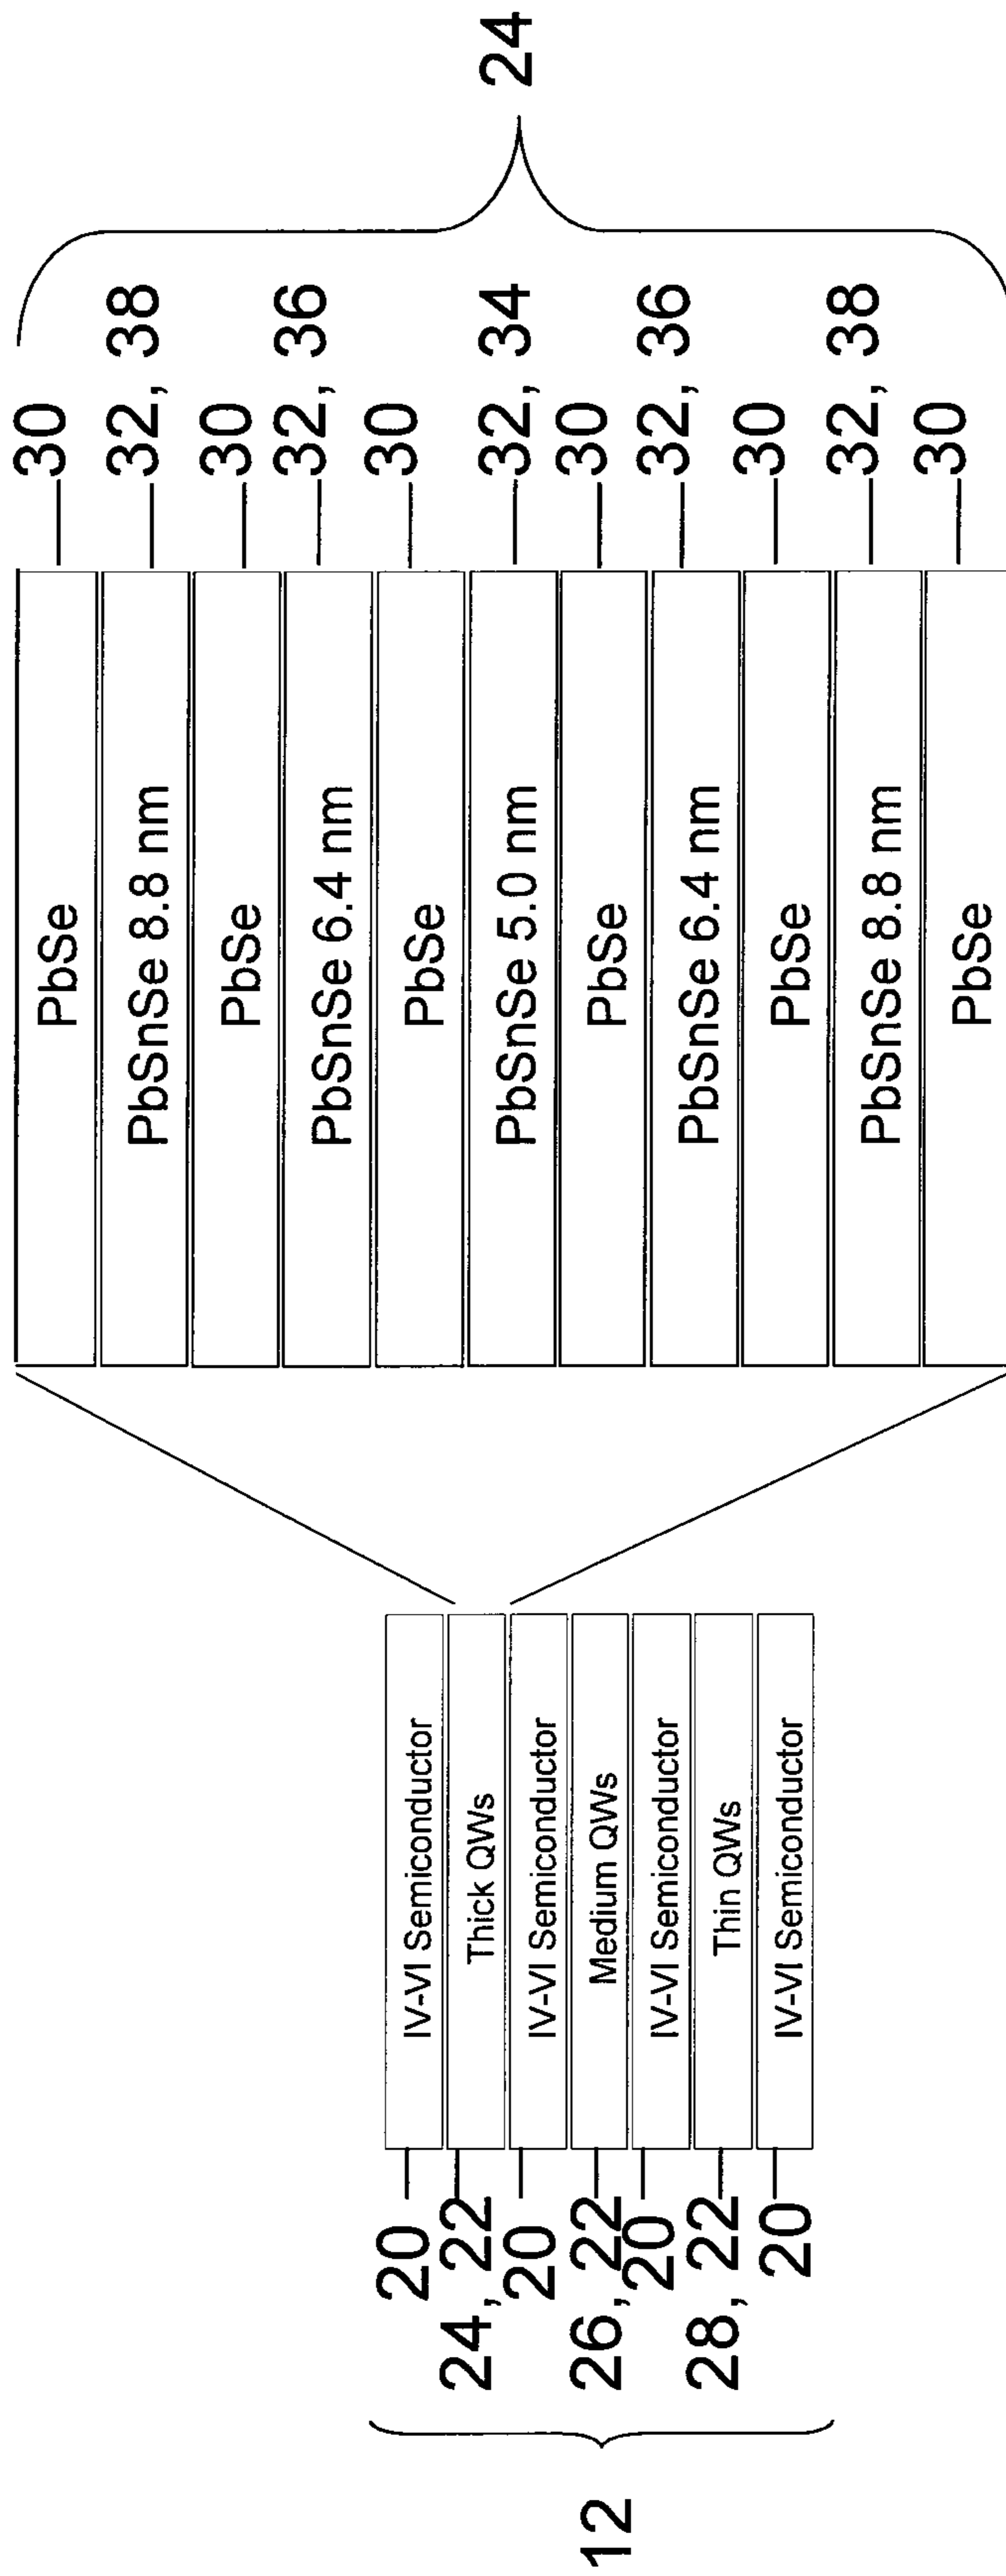 12
20
IV-VI Semiconductor
24, 22
Thick QWs
20
IV-VI Semiconductor
26, 22
Medium QWs
20
IV-VI Semiconductor
28, 22
Thin QWs
20
IV-VI Semiconductor
PbSe
30
PbSnSe 8.8 nm
32, 38
PbSe
30
PbSnSe 6.4 nm
32, 36
PbSe
30
PbSnSe 5.0 nm
32, 34
PbSe
30
PbSnSe 6.4 nm
32, 36
PbSe
30
PbSnSe 8.8 nm
32, 38
PbSe
30
24